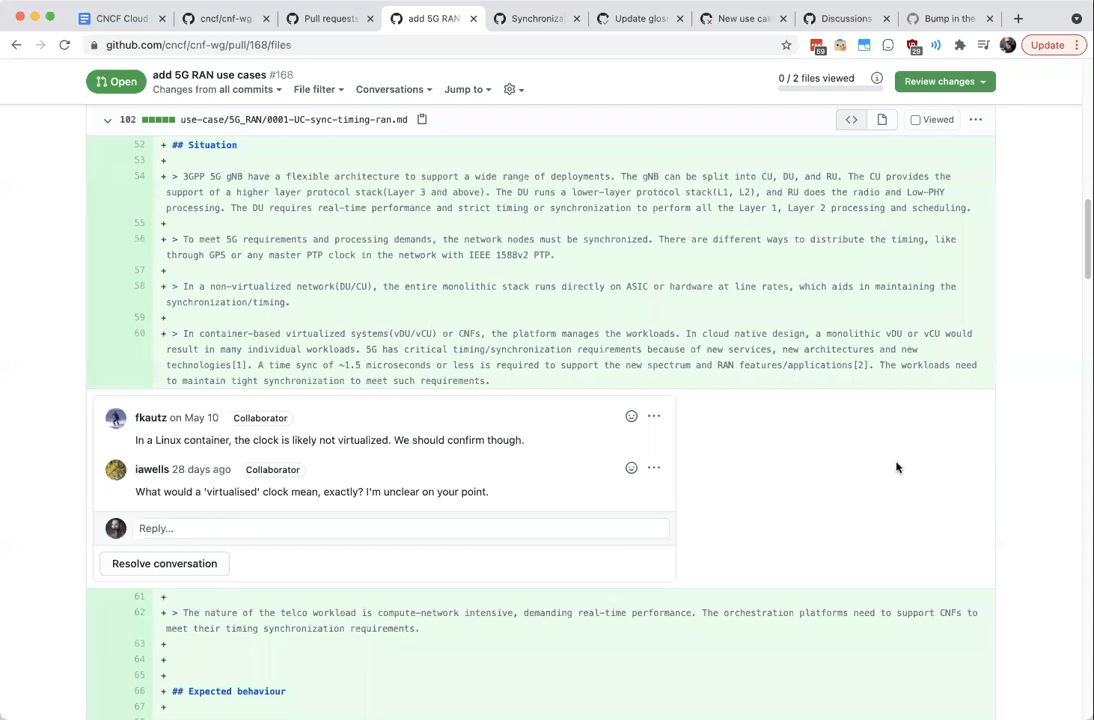 CNCF Cloud
cncf/cnf-wg
Pull requests
add 5G RAN
Synchroniza
Update glos
New use ca
Discussions
Bump in the
github.com/cncf/cnf-wg/pull/168/files
59
29
Update
Open
add 5G RAN use cases #168
Changes from all commits
File filter
Conversations
Jump to
0 / 2 files viewed
Review changes
102
use-case/5G_RAN/0001-UC-sync-timing-ran.md
Viewed
52 + ## Situation
53 +
54 + > 3GPP 5G gNB have a flexible architecture to support a wide range of deployments. The gNB can be split into CU, DU, and RU. The CU provides the
support of a higher layer protocol stack(Layer 3 and above). The DU runs a lower-layer protocol stack(L1, L2), and RU does the radio and Low-PHY
processing. The DU requires real-time performance and strict timing or synchronization to perform all the Layer 1, Layer 2 processing and scheduling.
55 +
56 + > To meet 5G requirements and processing demands, the network nodes must be synchronized. There are different ways to distribute the timing, like
through GPS or any master PTP clock in the network with IEEE 1588v2 PTP.
57 +
58 + > In a non-virtualized network(DU/CU), the entire monolithic stack runs directly on ASIC or hardware at line rates, which aids in maintaining the
synchronization/timing.
59 +
60 + > In container-based virtualized systems(vDU/vCU) or CNFs, the platform manages the workloads. In cloud native design, a monolithic vDU or vCU would
result in many individual workloads. 5G has critical timing/synchronization requirements because of new services, new architectures and new
technologies[1]. A time sync of ~1.5 microseconds or less is required to support the new spectrum and RAN features/applications[2]. The workloads need
to maintain tight synchronization to meet such requirements.
fkautz on May 10 Collaborator
In a Linux container, the clock is likely not virtualized. We should confirm though.
iawells 28 days ago Collaborator
What would a 'virtualised' clock mean, exactly? I'm unclear on your point.
Reply...
Resolve conversation
61 +
62 + > The nature of the telco workload is compute-network intensive, demanding real-time performance. The orchestration platforms need to support CNFs to
meet their timing synchronization requirements.
63 +
64 +
65 +
66 + ## Expected behaviour
67 +